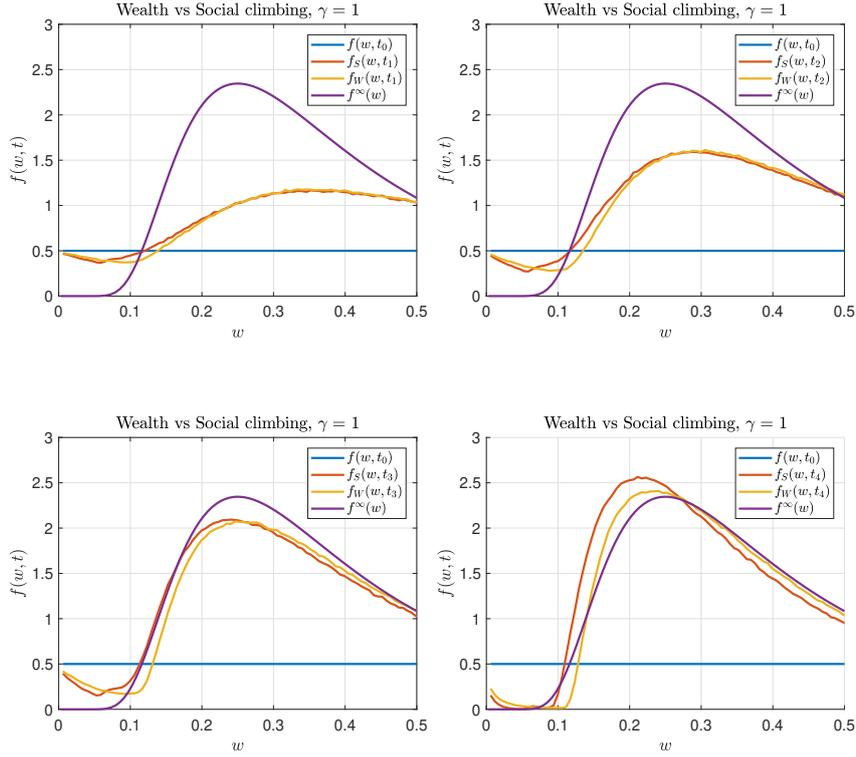 Wealth vs Social climbing, γ = 1
3
2.5
2
1.5
1
0.5
0
f(w, t)
0 0.1 0.2 0.3 0.4 0.5
w
f(w, t₀)
f_S(w, t₁)
f_W(w, t₁)
f^∞(w)
Wealth vs Social climbing, γ = 1
3
2.5
2
1.5
1
0.5
0
f(w, t)
0 0.1 0.2 0.3 0.4 0.5
w
f(w, t₀)
f_S(w, t₂)
f_W(w, t₂)
f^∞(w)
Wealth vs Social climbing, γ = 1
3
2.5
2
1.5
1
0.5
0
f(w, t)
0 0.1 0.2 0.3 0.4 0.5
w
f(w, t₀)
f_S(w, t₃)
f_W(w, t₃)
f^∞(w)
Wealth vs Social climbing, γ = 1
3
2.5
2
1.5
1
0.5
0
f(w, t)
0 0.1 0.2 0.3 0.4 0.5
w
f(w, t₀)
f_S(w, t₄)
f_W(w, t₄)
f^∞(w)